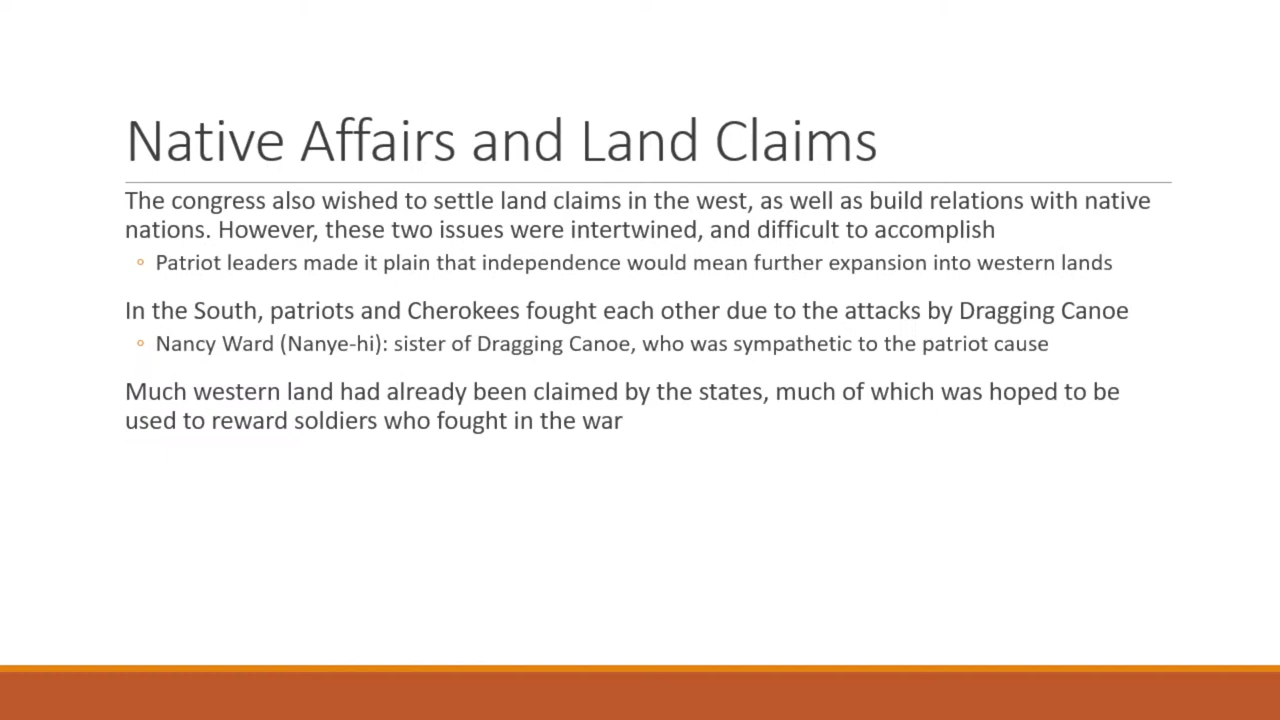 Native Affairs and Land Claims
The congress also wished to settle land claims in the west, as well as build relations with native
nations. However, these two issues were intertwined, and difficult to accomplish
◦ Patriot leaders made it plain that independence would mean further expansion into western lands
In the South, patriots and Cherokees fought each other due to the attacks by Dragging Canoe
◦ Nancy Ward (Nanye-hi): sister of Dragging Canoe, who was sympathetic to the patriot cause
Much western land had already been claimed by the states, much of which was hoped to be
used to reward soldiers who fought in the war